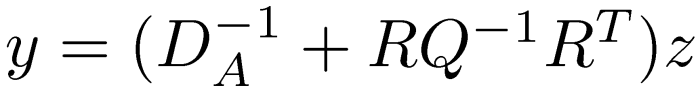 y = (D_A^{-1} + RQ^{-1}R^T)z